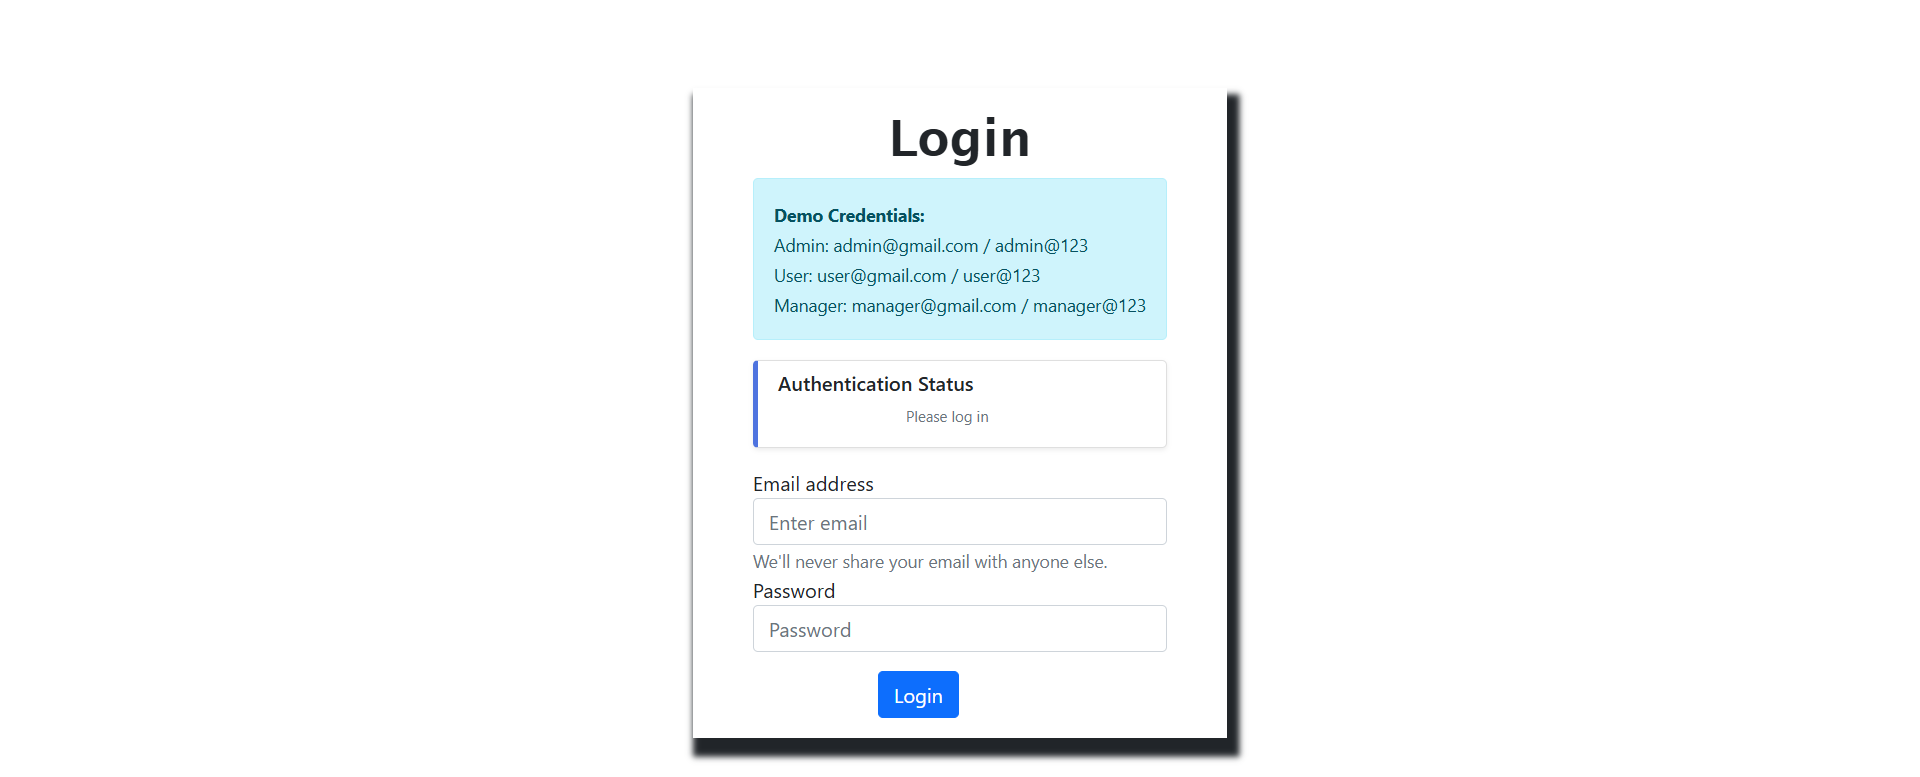 Login
Demo Credentials:
Admin: admin@gmail.com / admin@123
User: user@gmail.com / user@123
Manager: manager@gmail.com / manager@123
Authentication Status
Please log in
Email address
Enter email
We'll never share your email with anyone else.
Password
Password
Login